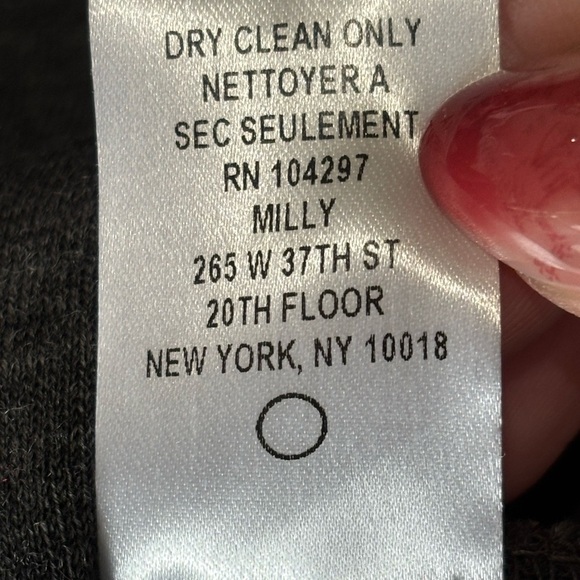 DRY CLEAN ONLY
NETTOYER A
SEC SEULEMENT
RN 104297
MILLY
265 W 37TH ST
20TH FLOOR
NEW YORK, NY 10018